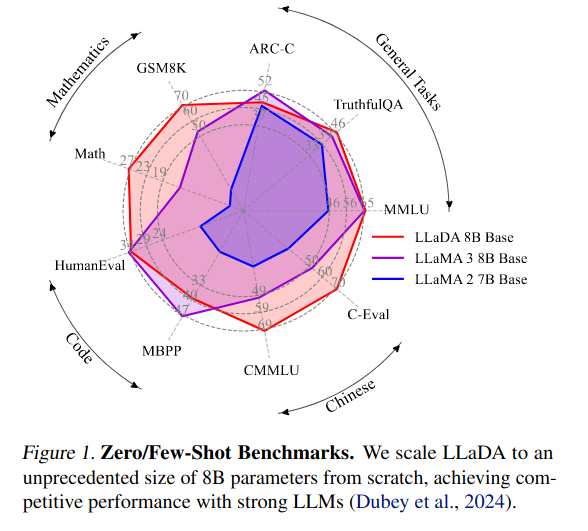 Mathematics
General Tasks
ARC-C
GSM8K
TruthfulQA
Math
MMLU
HumanEval
C-Eval
MBPP
CMMLU
Code
Chinese
52
45
70
60
50
46
27
23
19
46 56 65
29
24
33
40
47
49
59
69
50
60
70
LLaDA 8B Base
LLaMA 3 8B Base
LLaMA 2 7B Base
Figure 1. Zero/Few-Shot Benchmarks. We scale LLaDA to an
unprecedented size of 8B parameters from scratch, achieving com-
petitive performance with strong LLMs (Dubey et al., 2024).